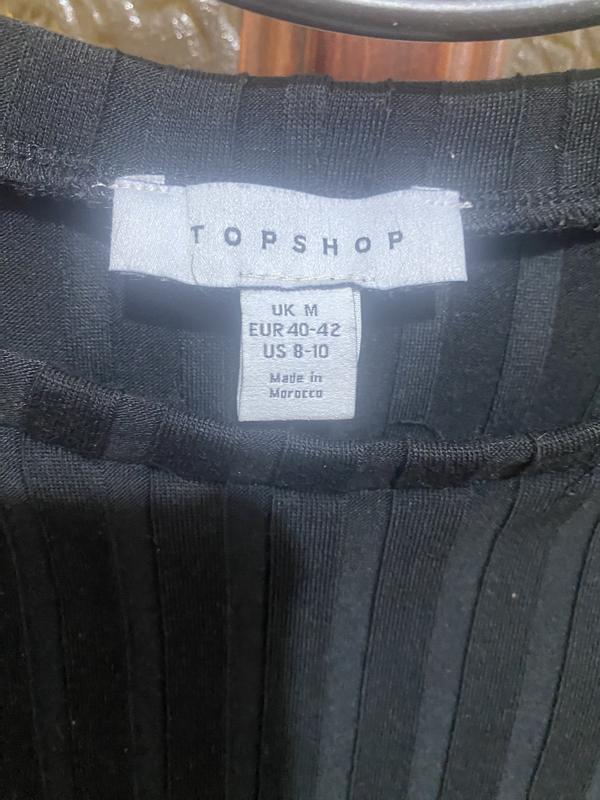 TOPSHOP
UK M
EUR 40-42
US 8-10
Made in
Morocco